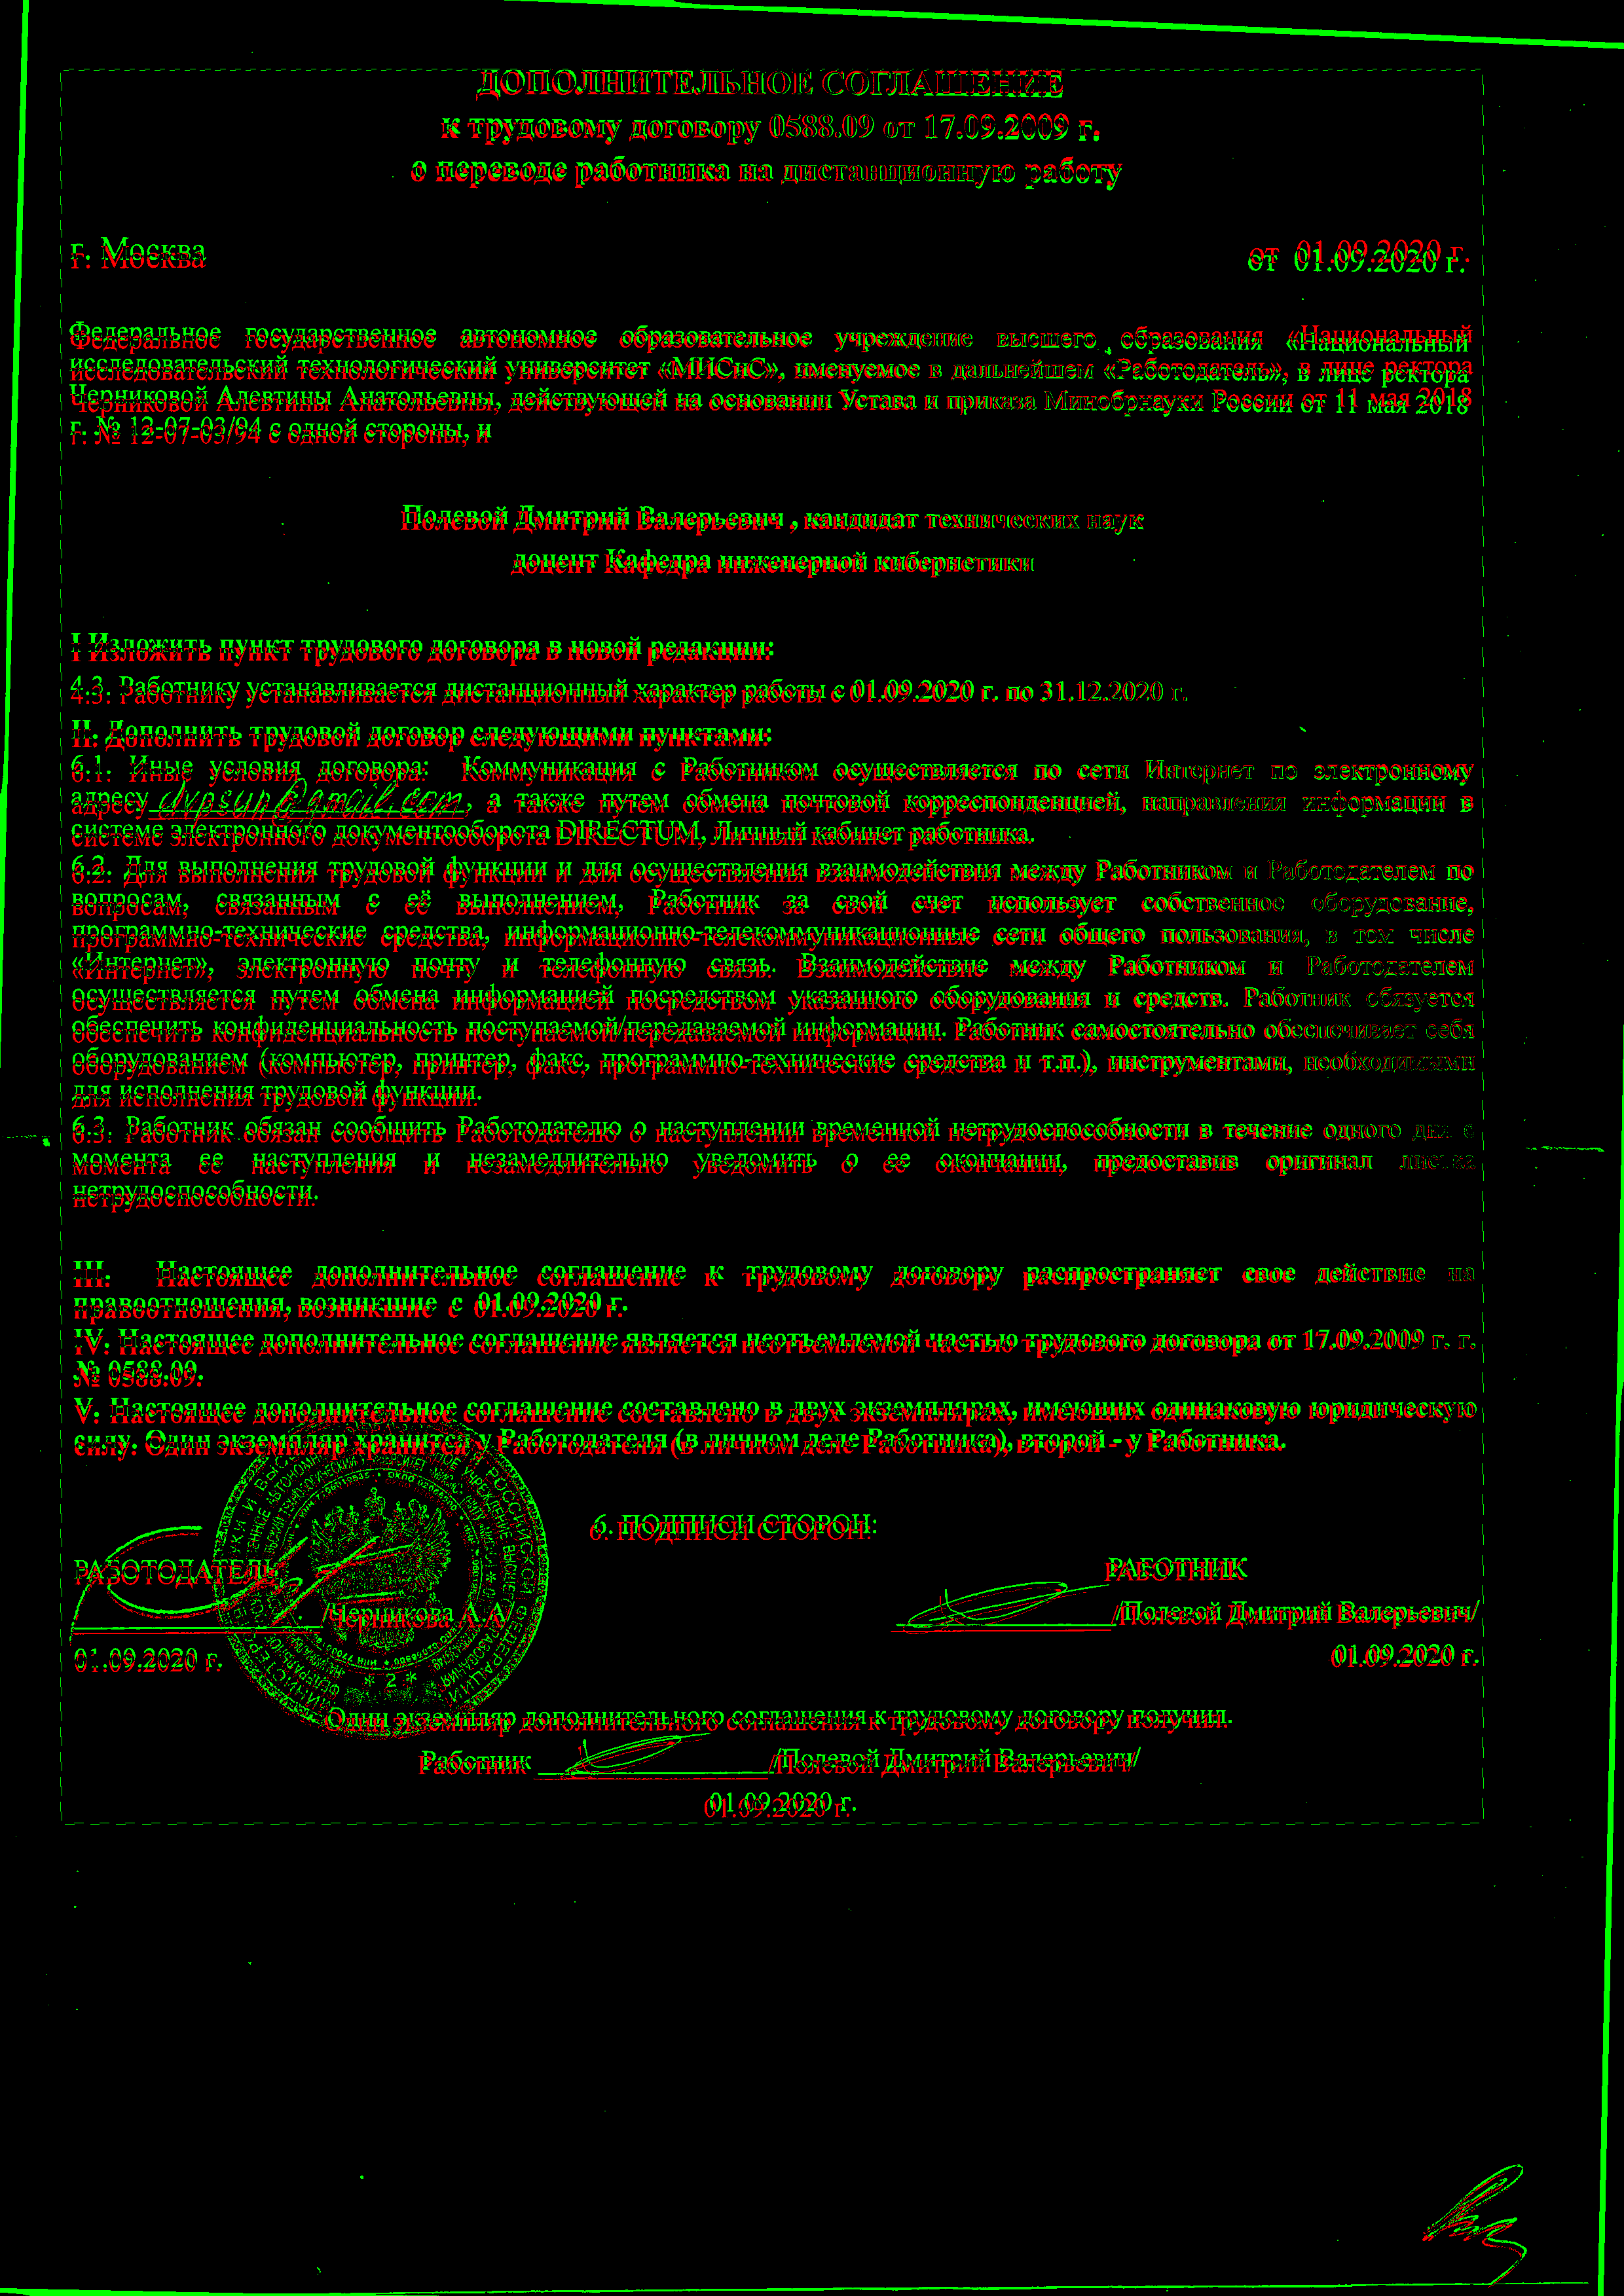 ДОПОЛНИТЕЛЬНОЕ СОГЛАШЕНИЕ
к трудовому договору 0588.09 от 17.09.2009 г.
о переводе работника на дистанционную работу
г. Москва от 01.09.2020 г.
Федеральное государственное автономное образовательное учреждение высшего образования «Национальный
исследовательский технологический университет «МИСиС», именуемое в дальнейшем «Работодатель», в лице ректора
Черниковой Алевтины Анатольевны, действующей на основании Устава и приказа Минобрнауки России от 11 мая 2018
г. № 12-07-03/94 с одной стороны, и
Полевой Дмитрий Валерьевич , кандидат технических наук
доцент Кафедра инженерной кибернетики
I Изложить пункт трудового договора в новой редакции:
4.3. Работнику устанавливается дистанционный характер работы с 01.09.2020 г. по 31.12.2020 г.
II. Дополнить трудовой договор следующими пунктами:
6.1. Иные условия договора: Коммуникация с Работником осуществляется по сети Интернет по электронному
адресу dvpsun@gmail.com, а также путем обмена почтовой корреспонденцией, направления информации в
системе электронного документооборота DIRECTUM, Личный кабинет работника.
6.2. Для выполнения трудовой функции и для осуществления взаимодействия между Работником и Работодателем по
вопросам, связанным с её выполнением, Работник за свой счет использует собственное оборудование,
программно-технические средства, информационно-телекоммуникационные сети общего пользования, в том числе
«Интернет», электронную почту и телефонную связь. Взаимодействие между Работником и Работодателем
осуществляется путем обмена информацией посредством указанного оборудования и средств. Работник обязуется
обеспечить конфиденциальность поступаемой/передаваемой информации. Работник самостоятельно обеспечивает себя
оборудованием (компьютер, принтер, факс, программно-технические средства и т.п.), инструментами, необходимыми
для исполнения трудовой функции.
6.3. Работник обязан сообщить Работодателю о наступлении временной нетрудоспособности в течение одного дня с
момента ее наступления и незамедлительно уведомить о ее окончании, предоставив оригинал листка
нетрудоспособности.
III. Настоящее дополнительное соглашение к трудовому договору распространяет свое действие на
правоотношения, возникшие с 01.09.2020 г.
IV. Настоящее дополнительное соглашение является неотъемлемой частью трудового договора от 17.09.2009 г. г.
№ 0588.09.
V. Настоящее дополнительное соглашение составлено в двух экземплярах, имеющих одинаковую юридическую
силу. Один экземпляр хранится у Работодателя (в личном деле Работника), второй - у Работника.
6. ПОДПИСИ СТОРОН:
РАБОТОДАТЕЛЬ РАБОТНИК
/Черникова А.А/ /Полевой Дмитрий Валерьевич/
01.09.2020 г. 01.09.2020 г.
* 2 *
Один экземпляр дополнительного соглашения к трудовому договору получил.
Работник /Полевой Дмитрий Валерьевич/
01.09.2020 г.